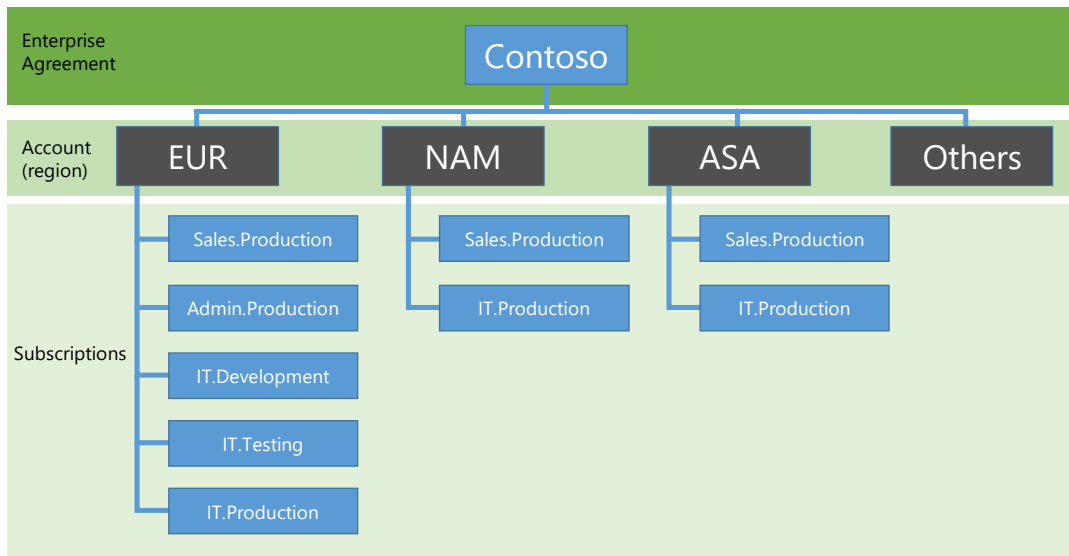 Enterprise
Agreement
Contoso
Account
(region)
EUR
NAM
ASA
Others
Subscriptions
Sales.Production
Admin.Production
IT.Development
IT.Testing
IT.Production
Sales.Production
IT.Production
Sales.Production
IT.Production